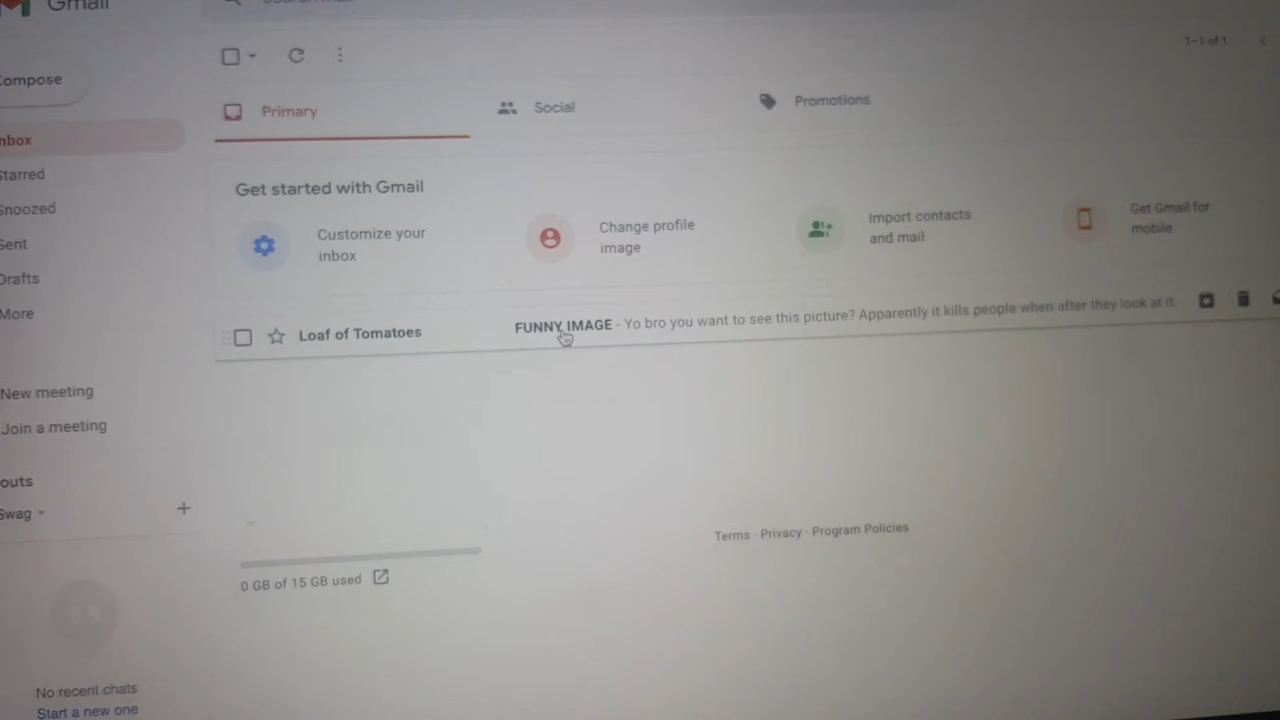 Gmail
1–1 of 1
Compose
Primary
Social
Promotions
Inbox
Starred
Snoozed
Sent
Drafts
More
Get started with Gmail
Customize your
inbox
Change profile
image
Import contacts
and mail
Get Gmail for
mobile
Loaf of Tomatoes
FUNNY IMAGE - Yo bro you want to see this picture? Apparently it kills people when after they look at it.
New meeting
Join a meeting
outs
Swag
+
Terms · Privacy · Program Policies
0 GB of 15 GB used
No recent chats
Start a new one